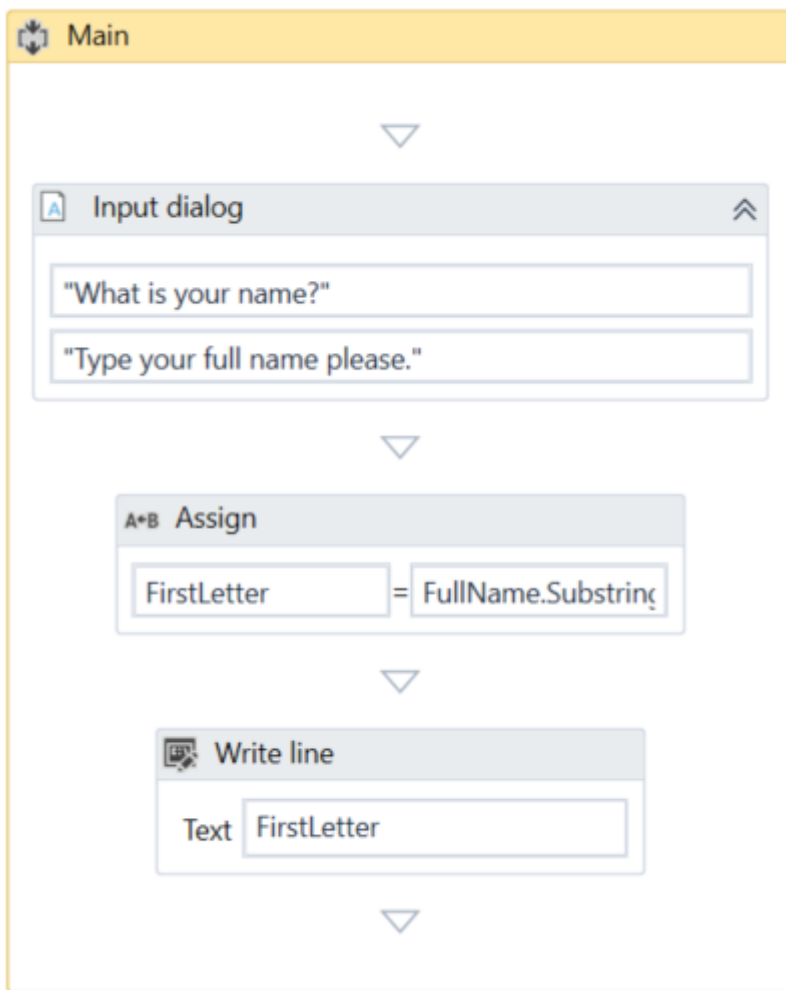 Main
Input dialog
"What is your name?"
"Type your full name please."
A+B Assign
FirstLetter = FullName.Substring
Write line
Text FirstLetter